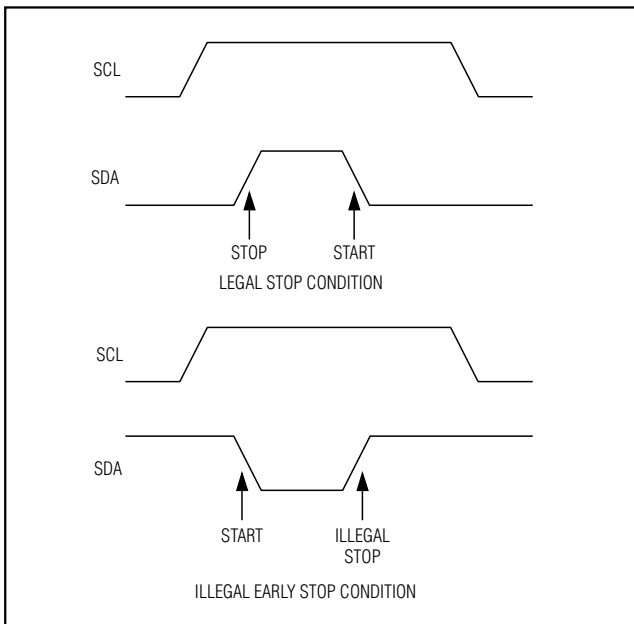 SCL
SDA
STOP START
LEGAL STOP CONDITION
SCL
SDA
START ILLEGAL
STOP
ILLEGAL EARLY STOP CONDITION